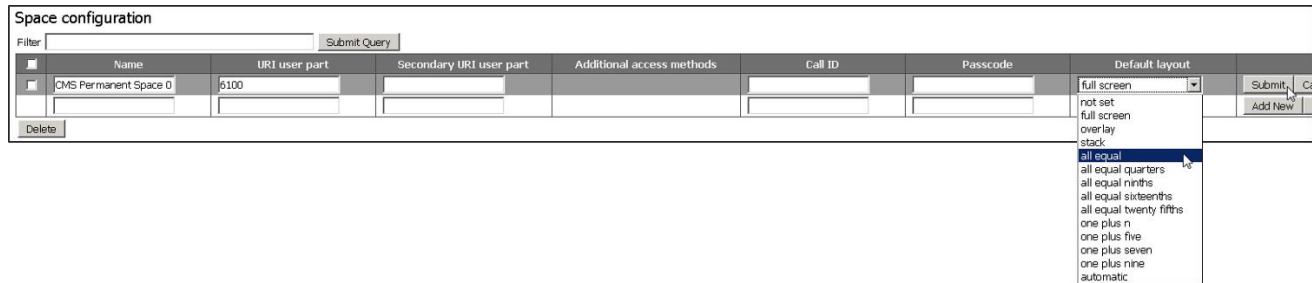 Space configuration
Filter Submit Query
Name URI user part Secondary URI user part Additional access methods Call ID Passcode Default layout
CMS Permanent Space 0 6100 full screen Submit Ca
Add New
Delete
not set
full screen
overlay
stack
all equal
all equal quarters
all equal ninths
all equal sixteenths
all equal twenty fifths
one plus n
one plus five
one plus seven
one plus nine
automatic